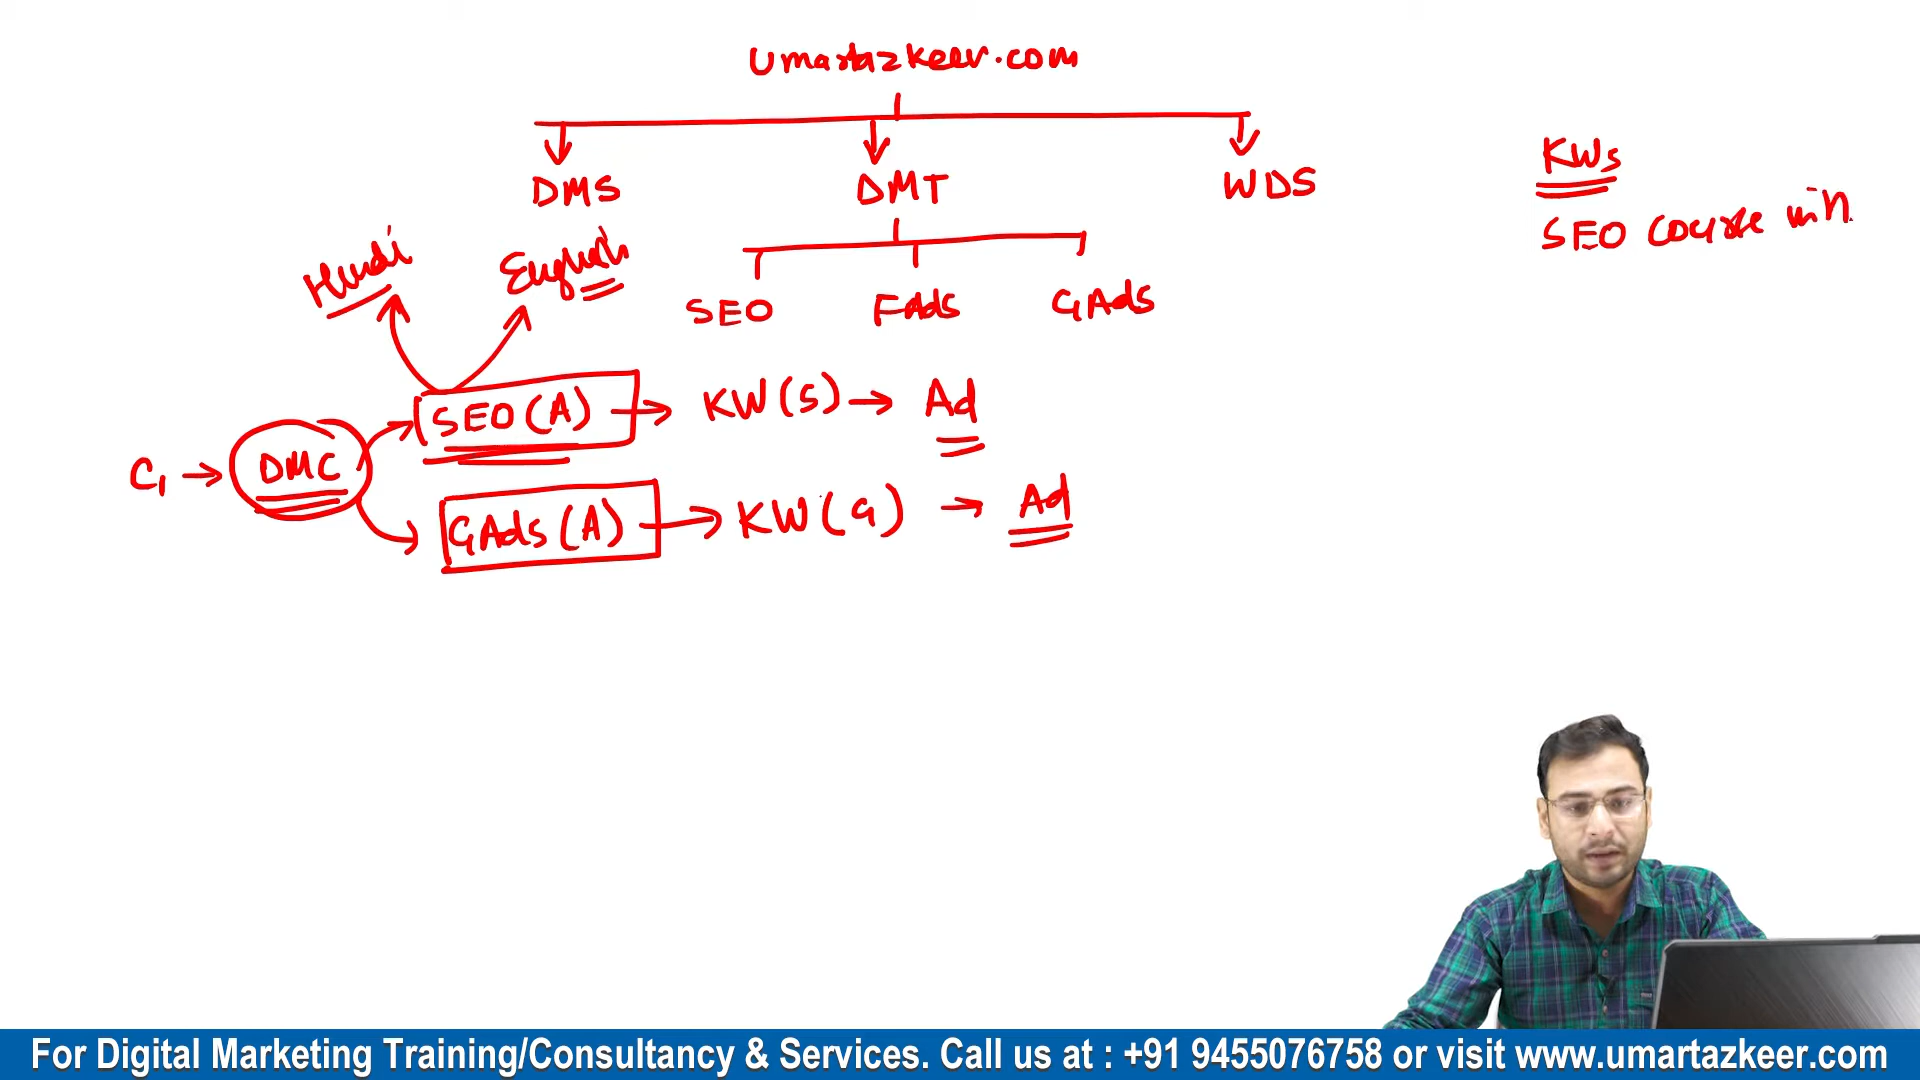 Umartazkeer.com
DMS DMT WDS
KWs
SEO course in h
Hindi English
SEO FAds GAds
SEO (A) → KW (S) → Ad
C₁ → DMC
GAds (A) → KW (G) → Ad
For Digital Marketing Training/Consultancy & Services. Call us at : +91 9455076758 or visit www.umartazkeer.com